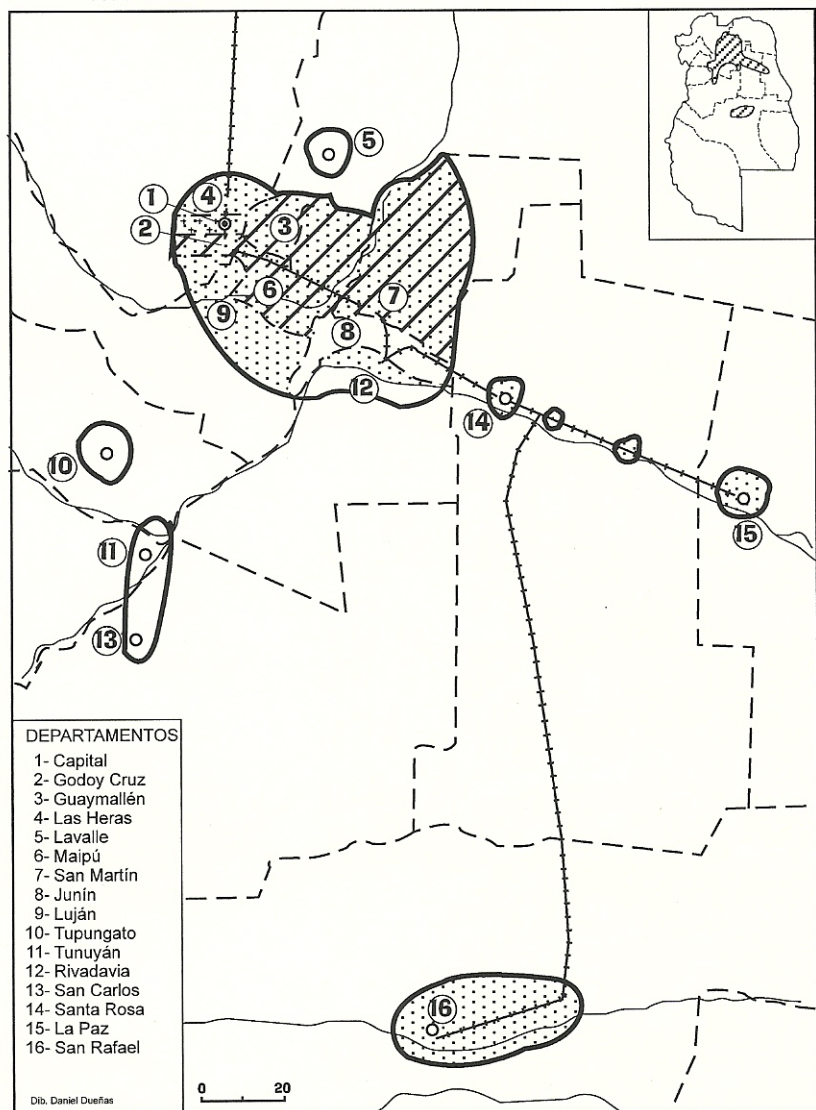 5
1
4
2
3
6
7
9
8
12
14
10
15
11
13
16
DEPARTAMENTOS
1- Capital
2- Godoy Cruz
3- Guaymallén
4- Las Heras
5- Lavalle
6- Maipú
7- San Martín
8- Junín
9- Luján
10- Tupungato
11- Tunuyán
12- Rivadavia
13- San Carlos
14- Santa Rosa
15- La Paz
16- San Rafael
Dib. Daniel Dueñas
0 20